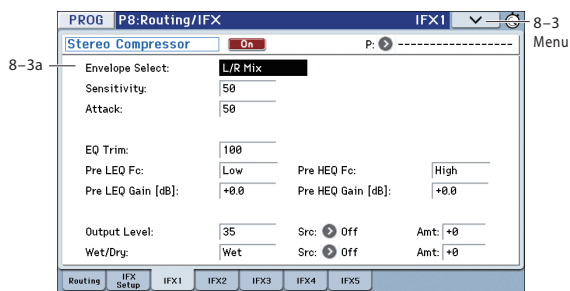 PROG P8:Routing/IFX IFX1
8–3
Menu
Stereo Compressor On P: ------------------
8–3a
Envelope Select: L/R Mix
Sensitivity: 50
Attack: 50
EQ Trim: 100
Pre LEQ Fc: Low Pre HEQ Fc: High
Pre LEQ Gain [dB]: +0.0 Pre HEQ Gain [dB]: +0.0
Output Level: 35 Src: Off Amt: +0
Wet/Dry: Wet Src: Off Amt: +0
Routing IFX Setup IFX1 IFX2 IFX3 IFX4 IFX5